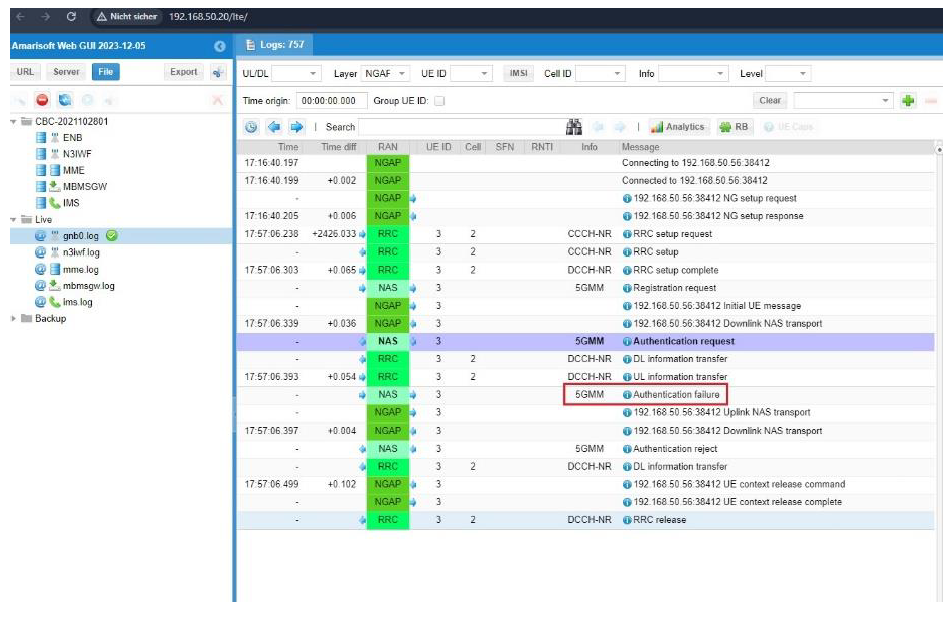 Nicht sicher 192.168.50.20/lte/
Amarisoft Web GUI 2023-12-05
Logs: 757
URL Server File Export
UL/DL Layer NGAF UE ID IMSI Cell ID Info Level
Time origin: 00:00:00.000 Group UE ID: Clear
Search Analytics RB UE Caps
CBC-2021102801
ENB
N3IWF
MME
MBMSGW
IMS
Live
gnb0.log
n3iwf.log
mme.log
mbmsgw.log
ims.log
Backup
Time Time diff RAN UE ID Cell SFN RNTI Info Message
17:16:40.197 NGAP Connecting to 192.168.50.56:38412
17:16:40.199 +0.002 NGAP Connected to 192.168.50.56:38412
- NGAP 192.168.50.56:38412 NG setup request
17:16:40.205 +0.006 NGAP 192.168.50.56:38412 NG setup response
17:57:06.238 +2426.033 RRC 3 2 CCCH-NR RRC setup request
- RRC 3 2 CCCH-NR RRC setup
17:57:06.303 +0.065 RRC 3 2 DCCH-NR RRC setup complete
- NAS 3 5GMM Registration request
- NGAP 3 192.168.50.56:38412 Initial UE message
17:57:06.339 +0.036 NGAP 3 192.168.50.56:38412 Downlink NAS transport
- NAS 3 5GMM Authentication request
- RRC 3 2 DCCH-NR DL information transfer
17:57:06.393 +0.054 RRC 3 2 DCCH-NR UL information transfer
- NAS 3 5GMM Authentication failure
- NGAP 3 192.168.50.56:38412 Uplink NAS transport
17:57:06.397 +0.004 NGAP 3 192.168.50.56:38412 Downlink NAS transport
- NAS 3 5GMM Authentication reject
- RRC 3 2 DCCH-NR DL information transfer
17:57:06.499 +0.102 NGAP 3 192.168.50.56:38412 UE context release command
- NGAP 3 192.168.50.56:38412 UE context release complete
- RRC 3 2 DCCH-NR RRC release